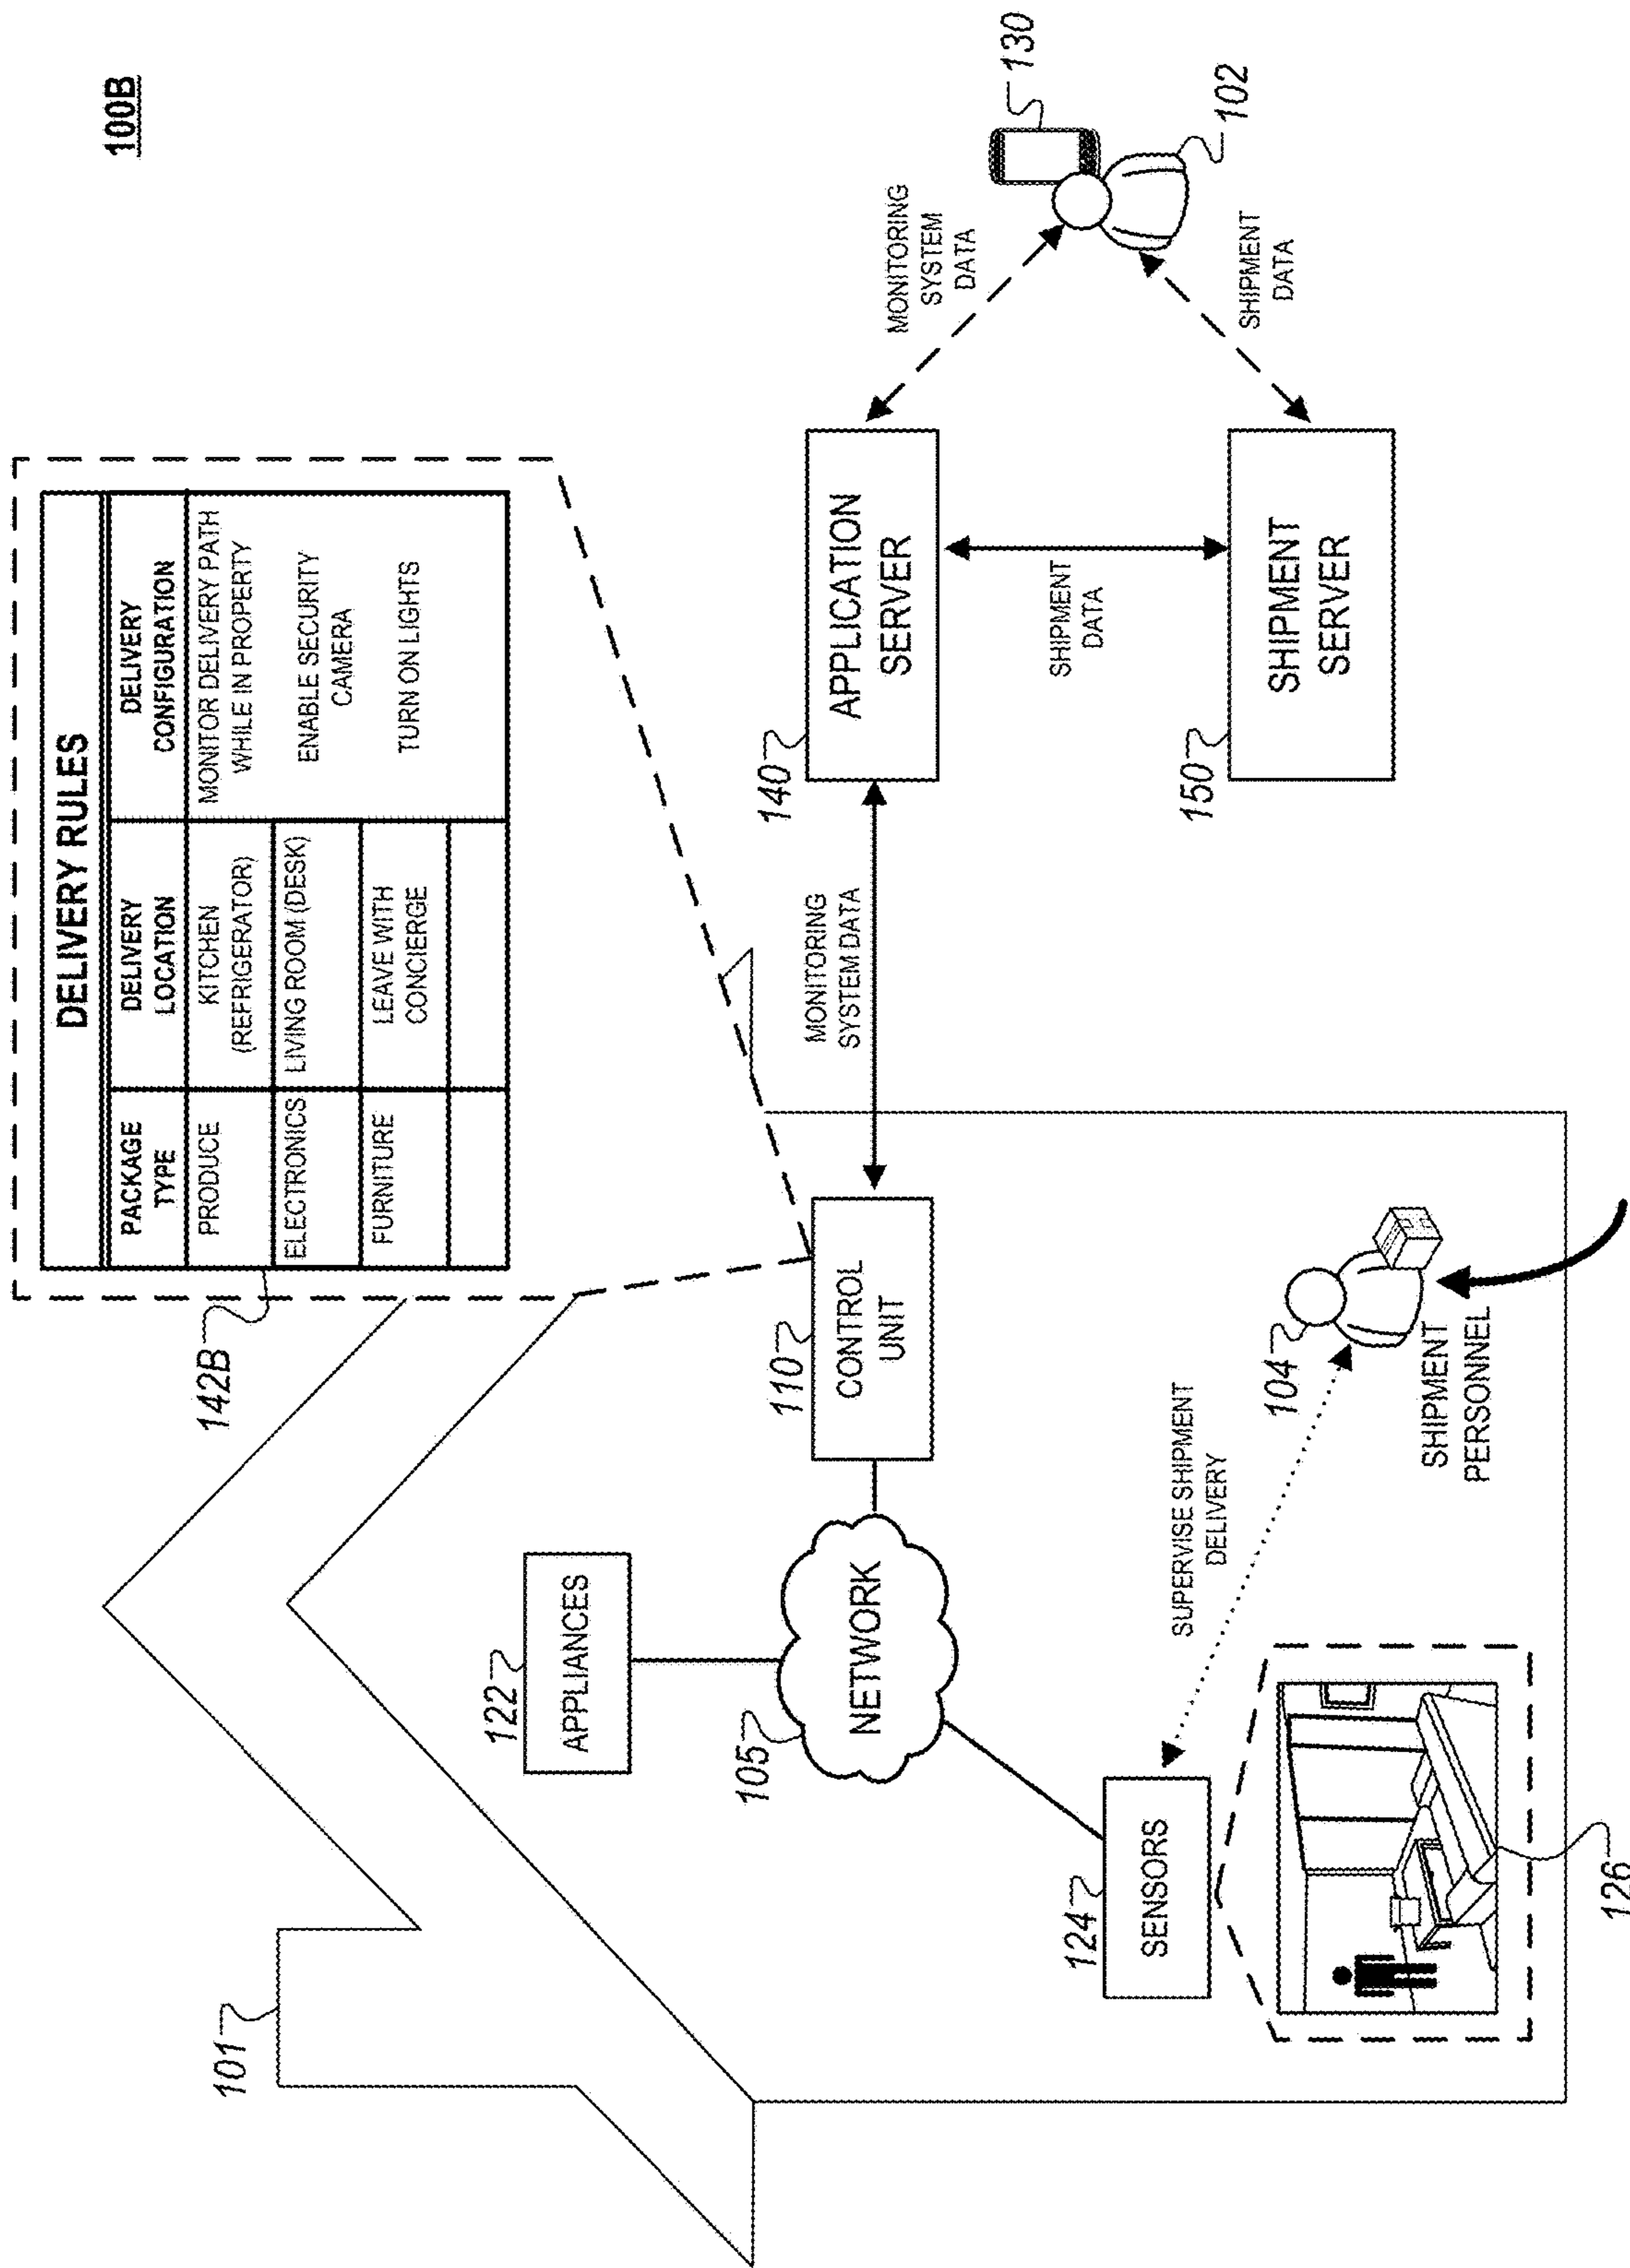 100B
DELIVERY RULES
PACKAGE
TYPE
DELIVERY
LOCATION
DELIVERY
CONFIGURATION
PRODUCE
KITCHEN
(REFRIGERATOR)
MONITOR DELIVERY PATH
WHILE IN PROPERTY
ELECTRONICS
LIVING ROOM (DESK)
ENABLE SECURITY
CAMERA
FURNITURE
LEAVE WITH
CONCIERGE
TURN ON LIGHTS
142B
101
122
APPLIANCES
105
NETWORK
110
CONTROL
UNIT
MONITORING
SYSTEM DATA
140
APPLICATION
SERVER
MONITORING
SYSTEM
DATA
130
102
SHIPMENT
DATA
SHIPMENT
DATA
150
SHIPMENT
SERVER
124
SENSORS
SUPERVISE SHIPMENT
DELIVERY
104
SHIPMENT
PERSONNEL
126